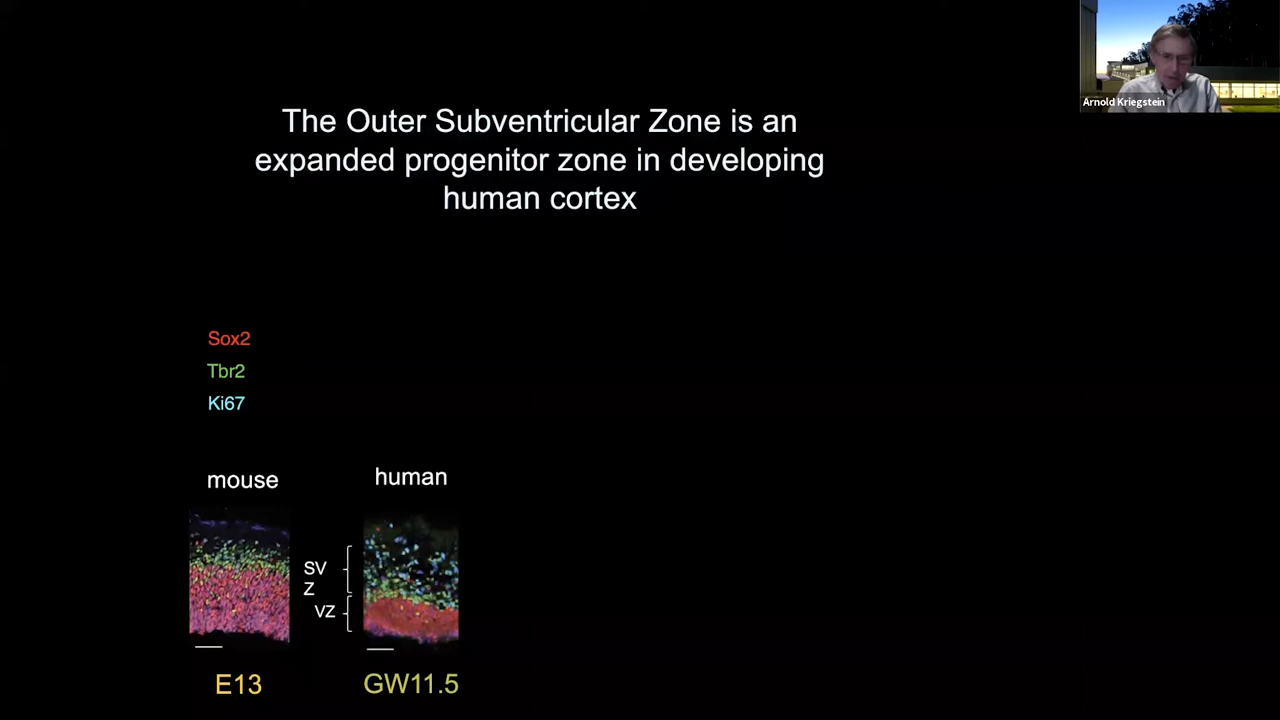 Arnold Kriegstein
The Outer Subventricular Zone is an
expanded progenitor zone in developing
human cortex
Sox2
Tbr2
Ki67
mouse
human
SV
Z
VZ
E13
GW11.5